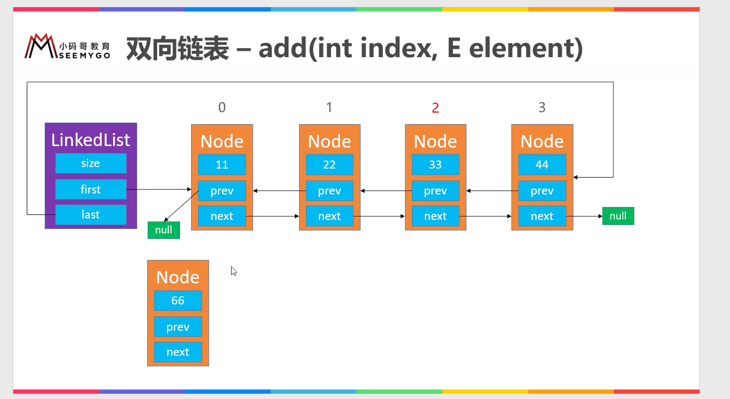 小码哥教育
SEEMYGO
双向链表 – add(int index, E element)
0
1
2
3
LinkedList
size
first
last
Node
11
prev
next
Node
22
prev
next
Node
33
prev
next
Node
44
prev
next
null
null
Node
66
prev
next